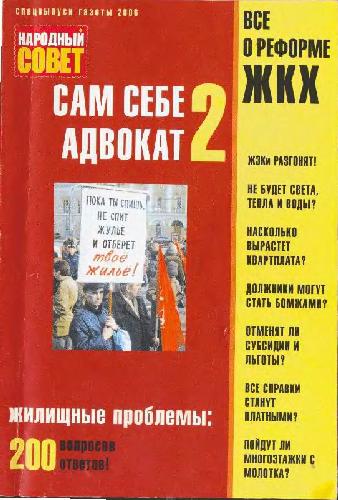 спецвыпуск газеты 2006
НАРОДНЫЙ
СОВЕТ
САМ СЕБЕ
АДВОКАТ 2
ВСЕ
О РЕФОРМЕ
ЖКХ
ЖЭКи РАЗГОНЯТ!
НЕ БУДЕТ СВЕТА,
ТЕПЛА И ВОДЫ?
НАСКОЛЬКО
ВЫРАСТЕТ
КВАРТПЛАТА?
ДОЛЖНИКИ МОГУТ
СТАТЬ БОМЖАМИ?
ОТМЕНЯТ ЛИ
СУБСИДИИ И
ЛЬГОТЫ?
ВСЕ СПРАВКИ
СТАНУТ
ПЛАТНЫМИ?
ПОЙДУТ ЛИ
МНОГОЭТАЖКИ С
МОЛОТКА?
ПОКА ТЫ СПИШЬ,
НЕ СПИТ
ЖУЛЬЕ
И ОТБЕРЕТ
твое
жилье!
жилищные проблемы:
200 вопросов
ответов!